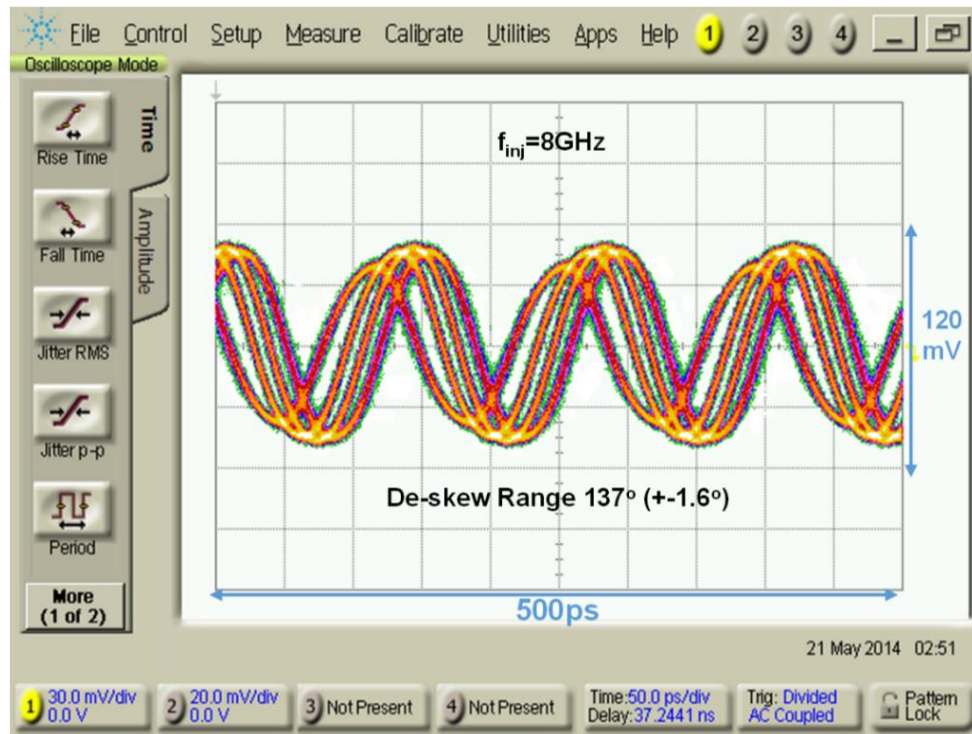 File Control Setup Measure Calibrate Utilities Apps Help 1 2 3 4
Oscilloscope Mode
Time
Amplitude
Rise Time
Fall Time
Jitter RMS
Jitter p-p
Period
More
(1 of 2)
f_inj=8GHz
120
mV
De-skew Range 137º (+-1.6º)
500ps
21 May 2014 02:51
1 30.0 mV/div
0.0 V
2 20.0 mV/div
0.0 V
3 Not Present
4 Not Present
Time:50.0 ps/div
Delay:37.2441 ns
Trig: Divided
AC Coupled
Pattern
Lock